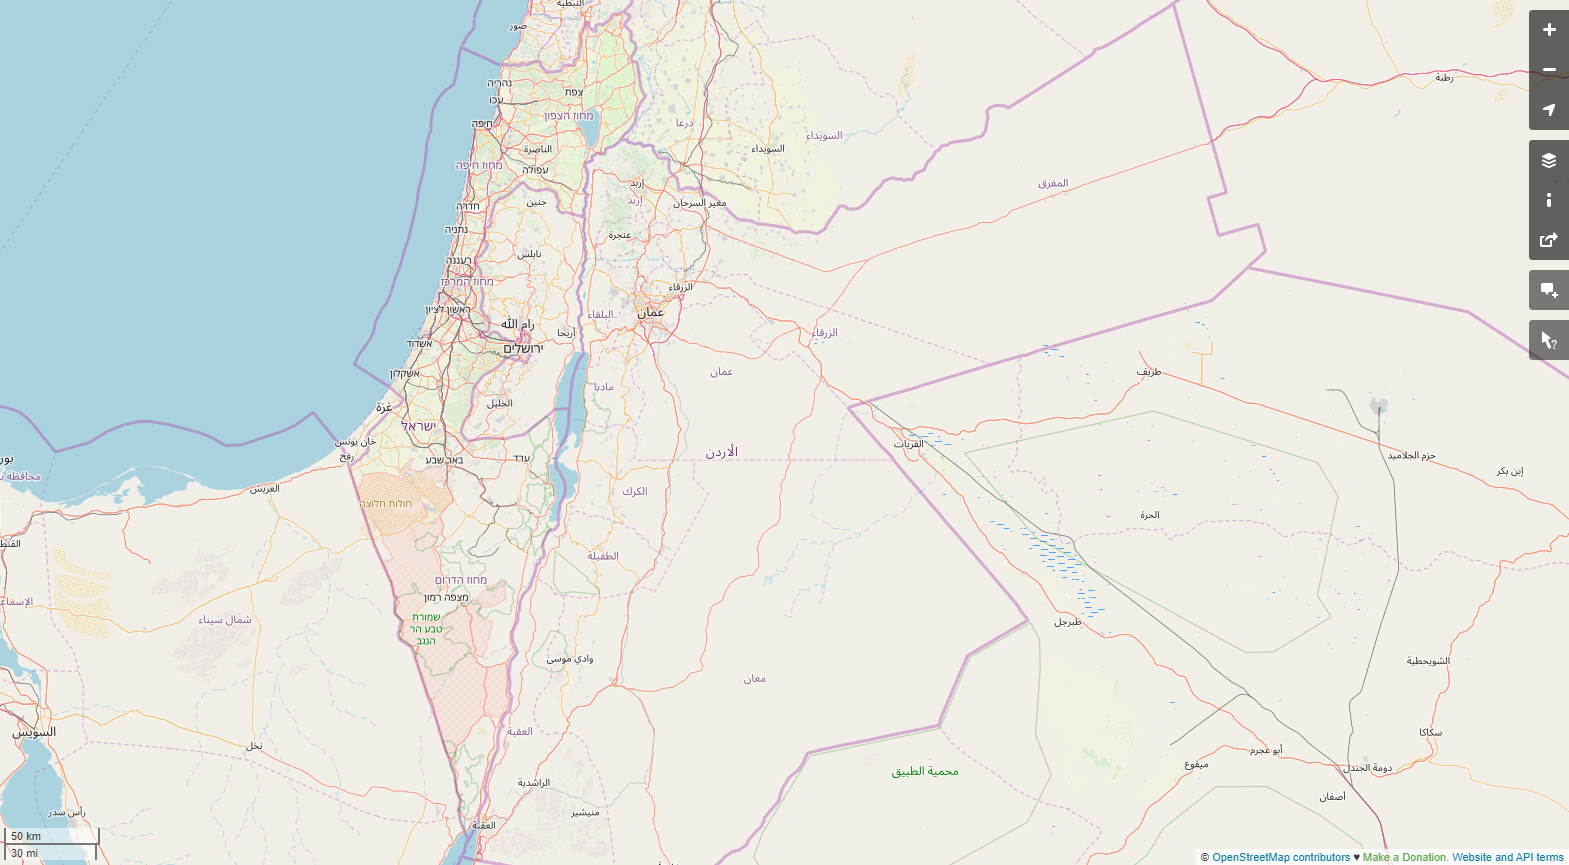 النبطية
صور
נהריה
עכו
צפת
מחוז הצפון
חיפה
الناصرة
מחוז חיפה
עפולה
درعا
السويداء
السويداء
رطبة
المفرق
إربد
إربد
مغير السرحان
חדרה
جنين
נתניה
عنجرة
نابلس
רעננה
מחוז המרכז
الزرقاء
ראשון לציון
رام الله
أريحا
البلقاء
عمان
الزرقاء
אשדוד
ירושלים
אשקלון
عمان
مادبا
طريف
غزة
الخليل
ישראל
خان يونس
رفح
באר שבע
ערד
الأردن
القريات
حزم الجلاميد
إبن بكر
بور
محافظة ب
العريش
חולות חלוצה
الكرك
الحرة
القنط
الطفيلة
מחוז הדרום
מצפה רמון
الإسماع
شمال سيناء
שמורת
טבע הר
הנגב
طبرجل
وادي موسى
الشويحطية
معان
السويس
نخل
العقبة
سكاكا
أبو عجرم
ميقوع
دومة الجندل
محمية الطبيق
الراشدية
أصفان
رأس سدر
منيشير
العقبة
50 km
30 mi
© OpenStreetMap contributors ♥ Make a Donation. Website and API terms